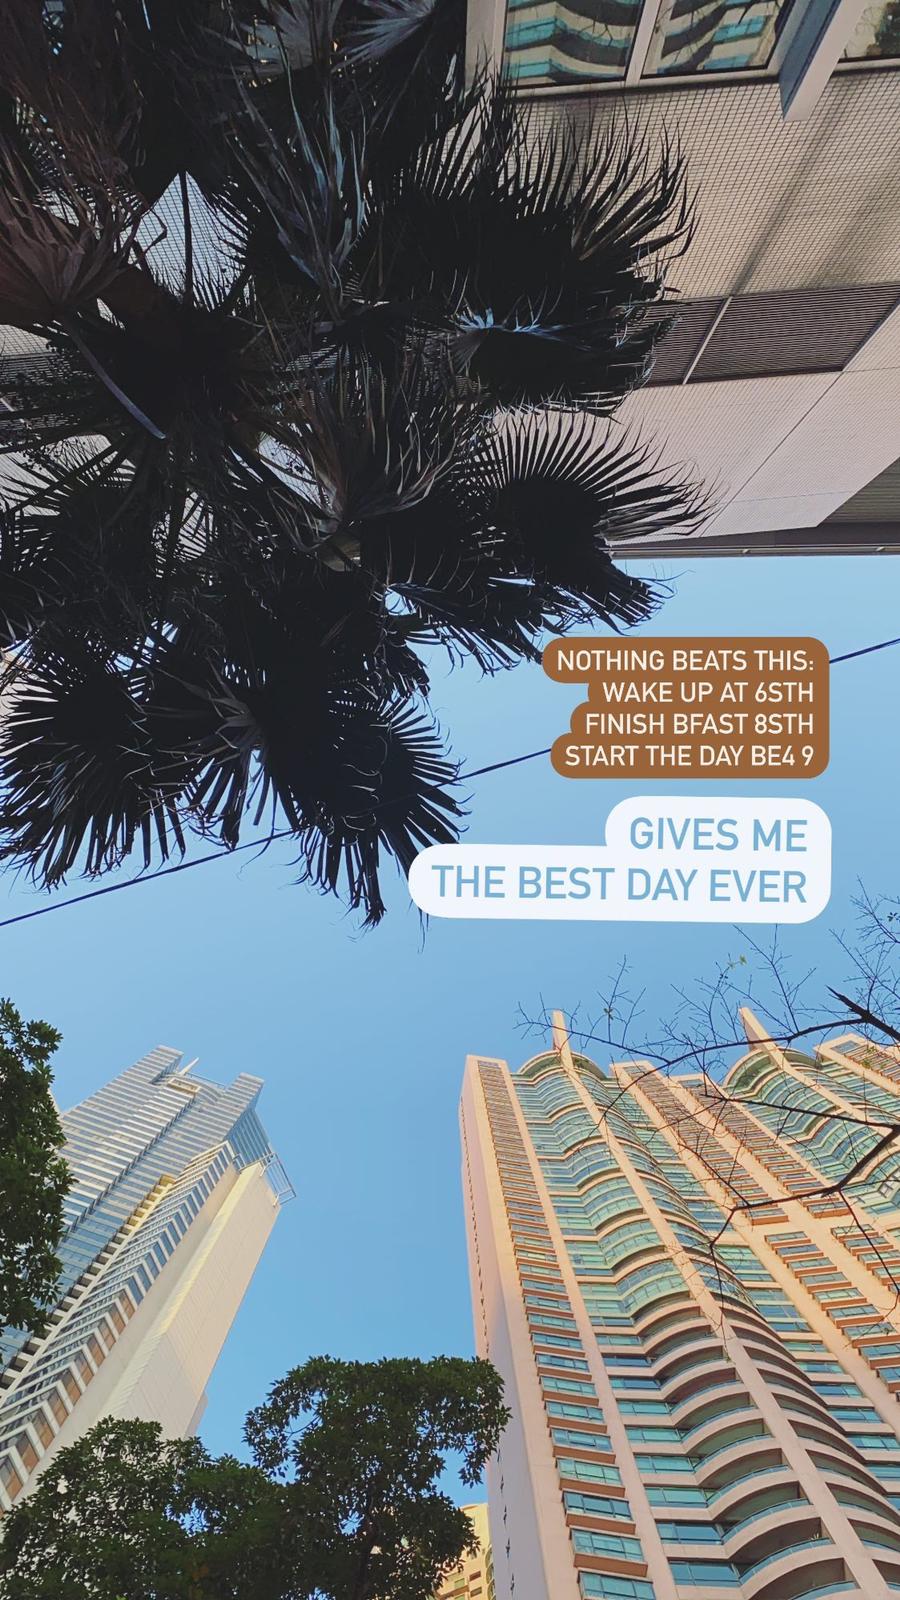 NOTHING BEATS THIS:
WAKE UP AT 6STH
FINISH BFAST 8STH
START THE DAY BE4 9
GIVES ME
THE BEST DAY EVER